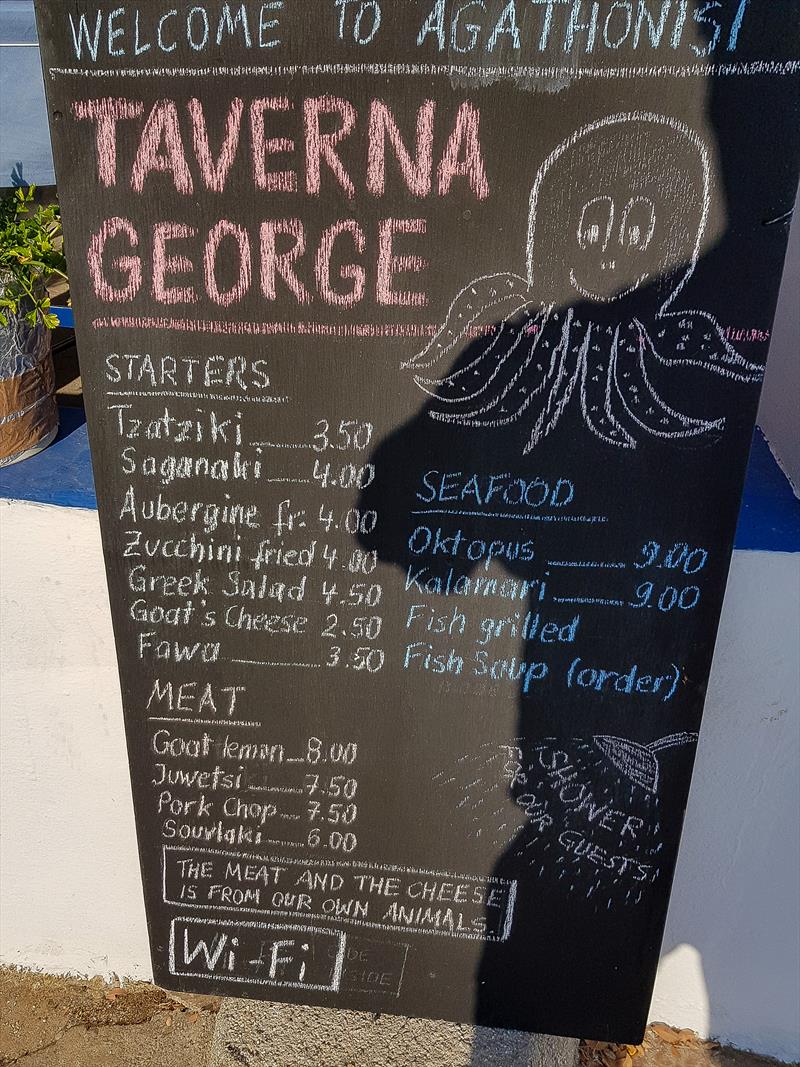 WELCOME TO AGATHONISI
TAVERNA
GEORGE
STARTERS
Tzatziki 3.50
Saganaki 4.00
Aubergine fr. 4.00
Zucchini fried 4.00
Greek Salad 4.50
Goat's Cheese 2.50
Fawa 3.50
MEAT
Goat lemon 8.00
Juwetsi 7.50
Pork Chop 7.50
Souvlaki 6.00
SEAFOOD
Oktopus 9.00
Kalamari 9.00
Fish grilled
Fish Soup (order)
SHOWER
OUR GUESTS
THE MEAT AND THE CHEESE
IS FROM OUR OWN ANIMALS.
Wi-Fi